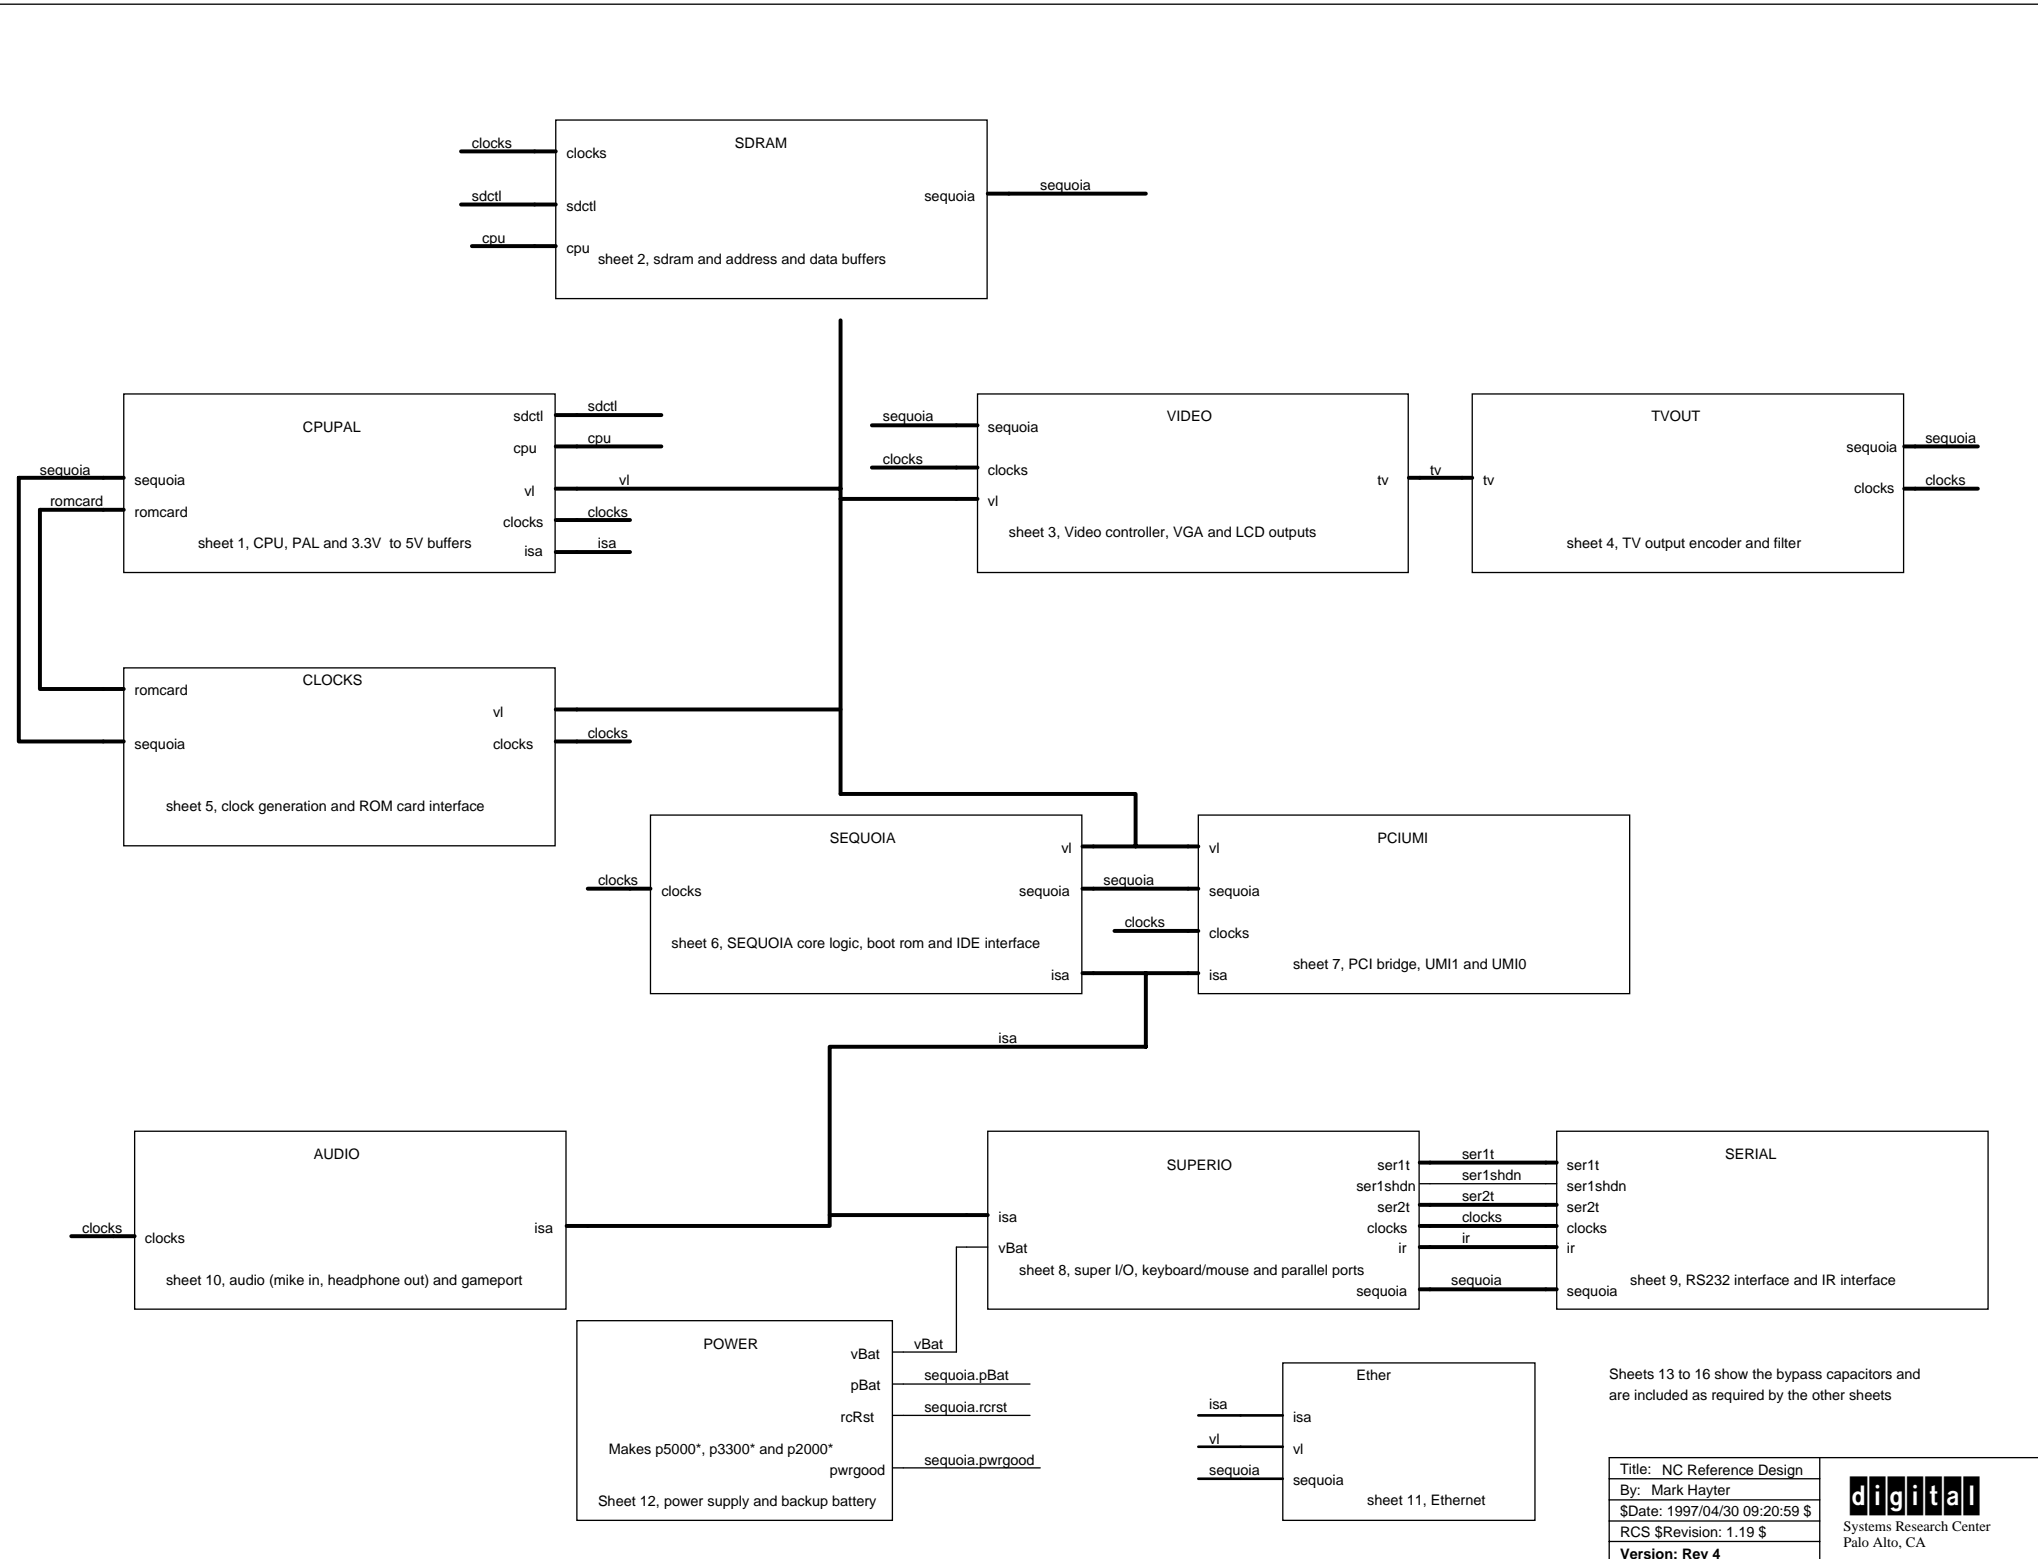 SDRAM
clocks
clocks
sdctl
sdctl
cpu
cpu
sequoia
sequoia
sheet 2, sdram and address and data buffers
CPUPAL
sequoia
sequoia
romcard
romcard
sdctl
sdctl
cpu
cpu
vl
vl
clocks
clocks
isa
isa
sheet 1, CPU, PAL and 3.3V to 5V buffers
VIDEO
sequoia
sequoia
clocks
clocks
vl
tv
tv
sheet 3, Video controller, VGA and LCD outputs
TVOUT
tv
sequoia
sequoia
clocks
clocks
sheet 4, TV output encoder and filter
CLOCKS
romcard
sequoia
vl
clocks
clocks
sheet 5, clock generation and ROM card interface
SEQUOIA
clocks
clocks
vl
sequoia
sequoia
isa
sheet 6, SEQUOIA core logic, boot rom and IDE interface
PCIUMI
vl
sequoia
clocks
clocks
isa
sheet 7, PCI bridge, UMI1 and UMI0
isa
AUDIO
clocks
clocks
isa
sheet 10, audio (mike in, headphone out) and gameport
SUPERIO
isa
vBat
ser1t
ser1shdn
ser2t
clocks
ir
sequoia
sheet 8, super I/O, keyboard/mouse and parallel ports
ser1t
ser1shdn
ser2t
clocks
ir
sequoia
SERIAL
ser1t
ser1shdn
ser2t
clocks
ir
sequoia
sheet 9, RS232 interface and IR interface
POWER
vBat
vBat
pBat
sequoia.pBat
rcRst
sequoia.rcrst
Makes p5000*, p3300* and p2000*
pwrgood
sequoia.pwrgood
Sheet 12, power supply and backup battery
Ether
isa
isa
vl
vl
sequoia
sequoia
sheet 11, Ethernet
Sheets 13 to 16 show the bypass capacitors and
are included as required by the other sheets
Title: NC Reference Design
By: Mark Hayter
$Date: 1997/04/30 09:20:59 $
RCS $Revision: 1.19 $
Version: Rev 4
digital
Systems Research Center
Palo Alto, CA